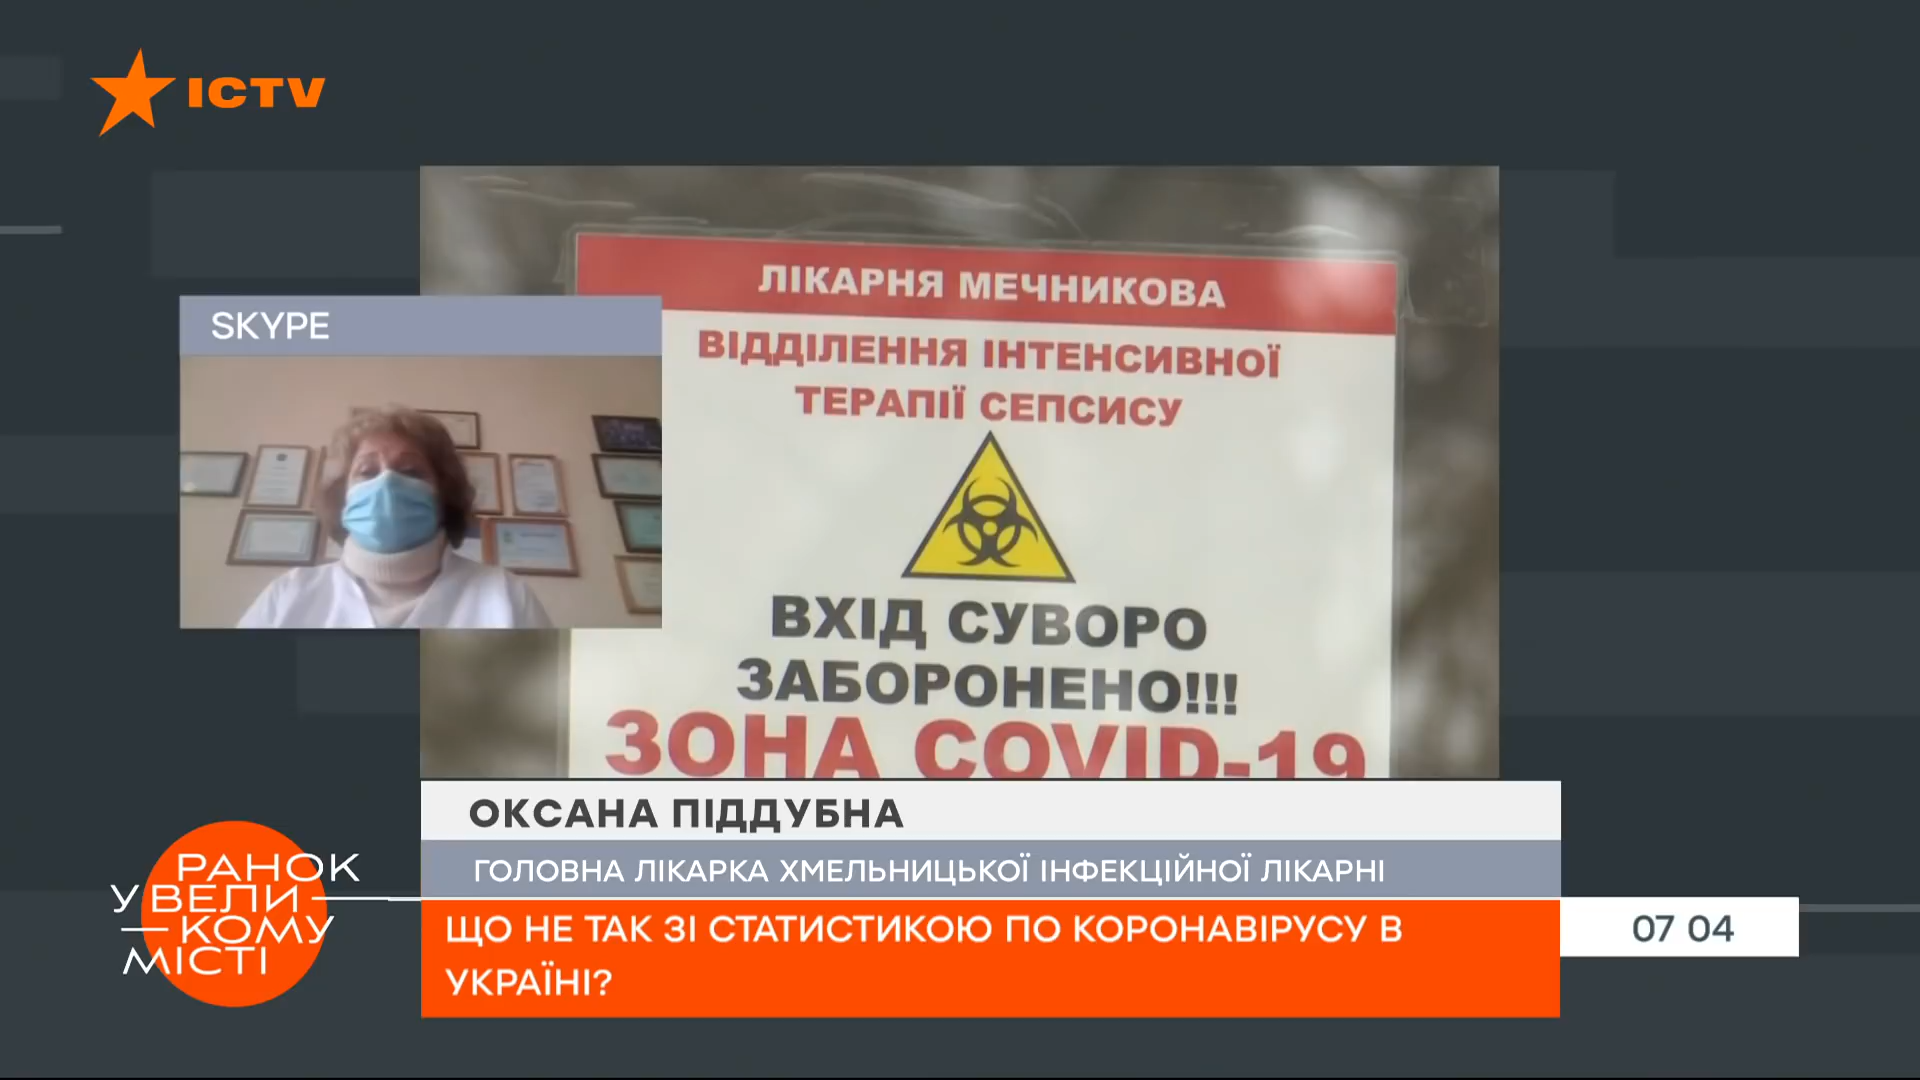 ICTV
SKYPE
ЛІКАРНЯ МЕЧНИКОВА
ВІДДІЛЕННЯ ІНТЕНСИВНОЇ
ТЕРАПІЇ СЕПСИСУ
ВХІД СУВОРО
ЗАБОРОНЕНО!!!
ЗОНА COVID-19
ОКСАНА ПІДДУБНА
ГОЛОВНА ЛІКАРКА ХМЕЛЬНИЦЬКОЇ ІНФЕКЦІЙНОЇ ЛІКАРНІ
РАНОК
У ВЕЛИ—
—КОМУ
МІСТІ
ЩО НЕ ТАК ЗІ СТАТИСТИКОЮ ПО КОРОНАВІРУСУ В
УКРАЇНІ?
07 04